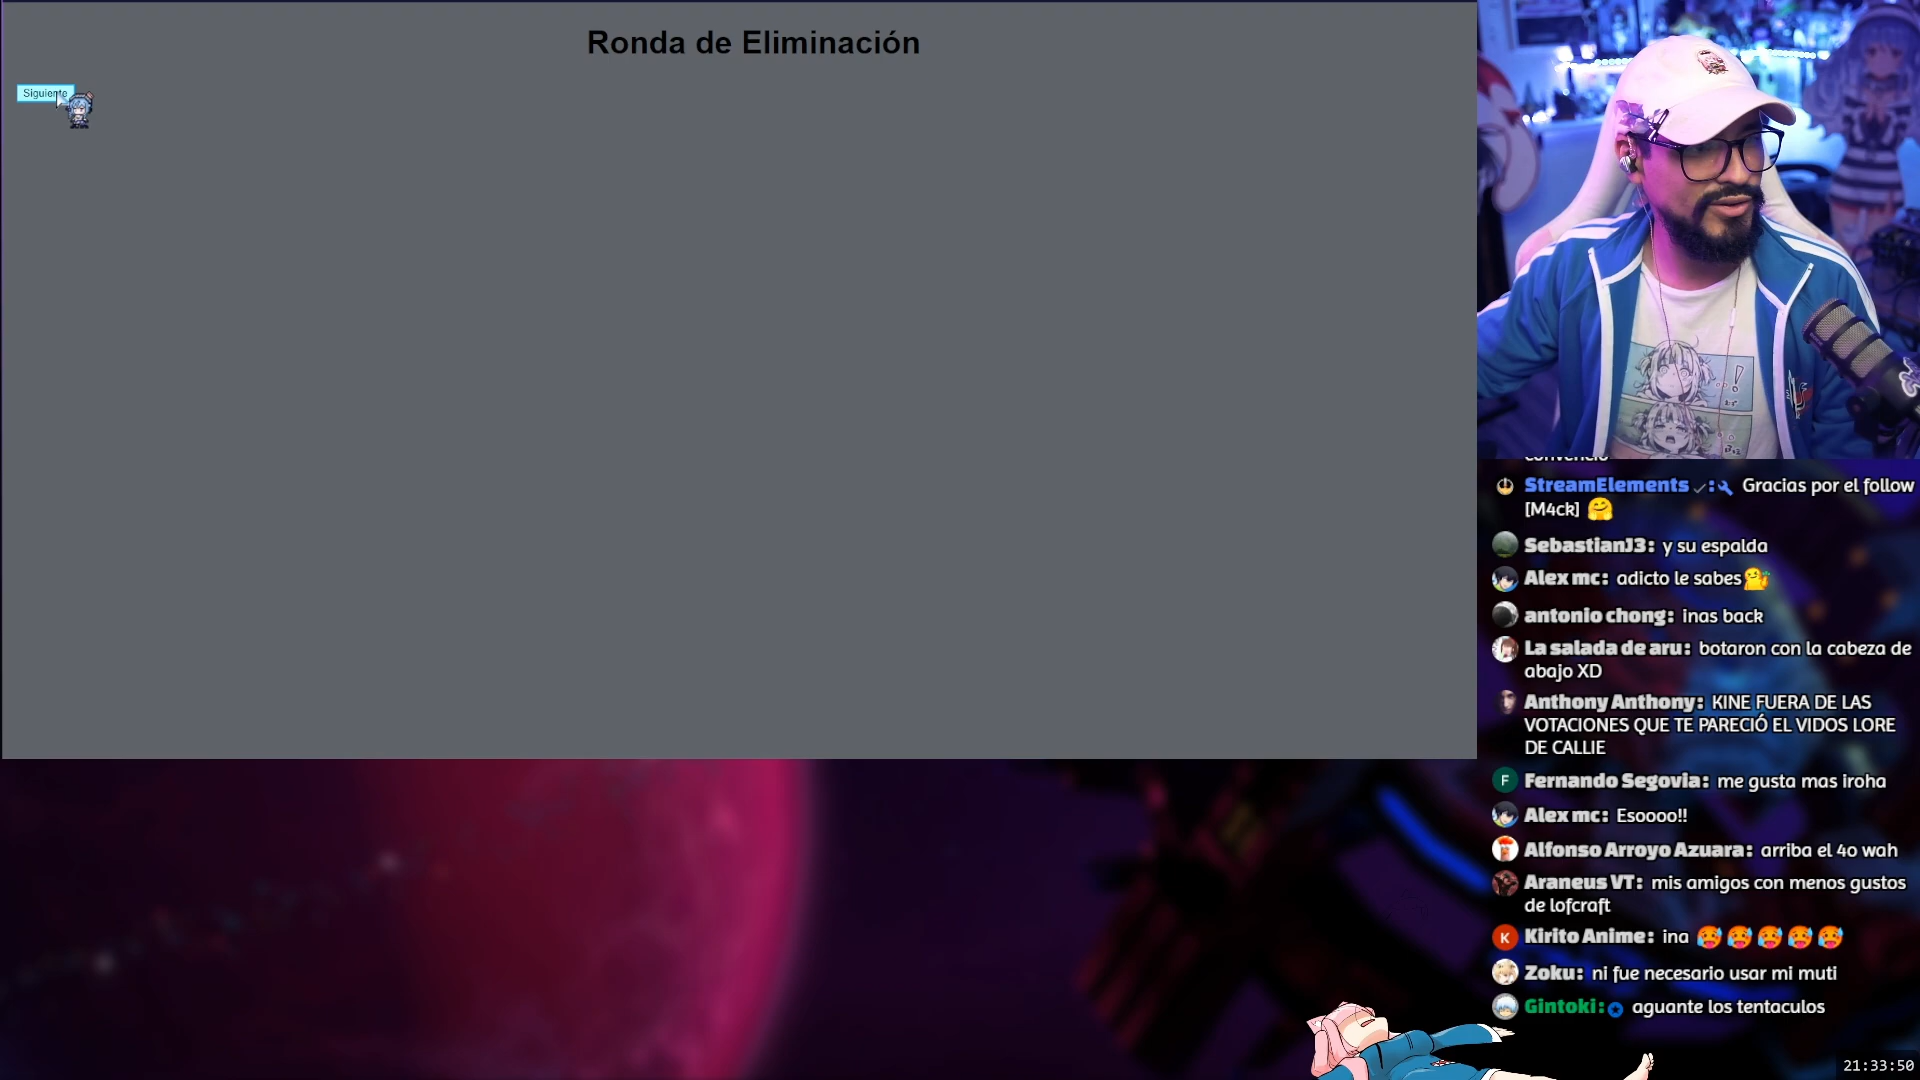 Ronda de Eliminación
Siguiente
StreamElements: Gracias por el follow
[M4ck] 🤗
SebastianJ3: y su espalda
Alex mc: adicto le sabes
antonio chong: inas back
La salada de aru: botaron con la cabeza de
abajo XD
Anthony Anthony: KINE FUERA DE LAS
VOTACIONES QUE TE PARECIÓ EL VIDOS LORE
DE CALLIE
F Fernando Segovia: me gusta mas iroha
Alex mc: Esoooo!!
Alfonso Arroyo Azuara: arriba el 4o wah
Araneus VT: mis amigos con menos gustos
de lofcraft
K Kirito Anime: ina 🥵🥵🥵🥵🥵
Zoku: ni fue necesario usar mi muti
Gintoki: aguante los tentaculos
21:33:50